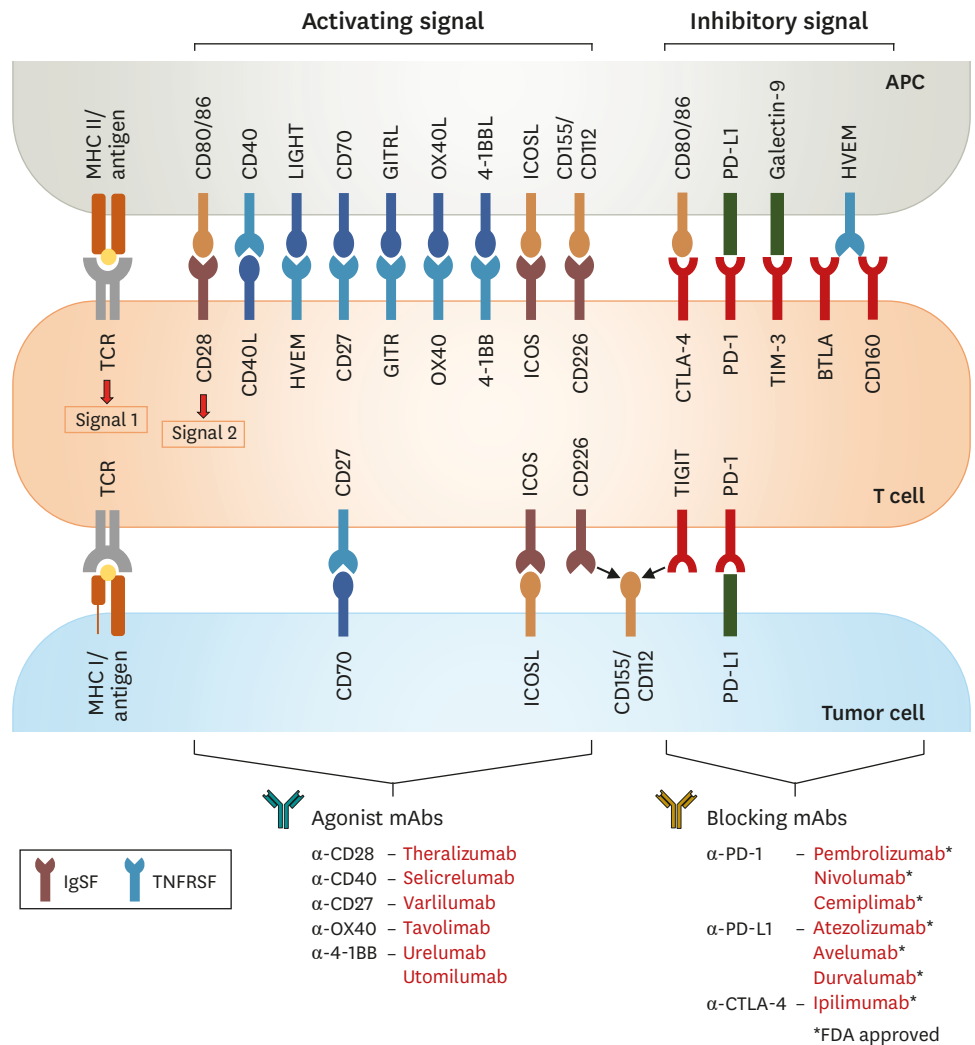 Activating signal
Inhibitory signal
APC
MHC II/
antigen
CD80/86
CD40
LIGHT
CD70
GITRL
OX40L
4-1BBL
ICOSL
CD155/
CD112
CD80/86
PD-L1
Galectin-9
HVEM
TCR
CD28
CD40L
HVEM
CD27
GITR
OX40
4-1BB
ICOS
CD226
CTLA-4
PD-1
TIM-3
BTLA
CD160
Signal 1
Signal 2
TCR
CD27
ICOS
CD226
TIGIT
PD-1
T cell
MHC I/
antigen
CD70
ICOSL
CD155/
CD112
PD-L1
Tumor cell
Agonist mAbs
α-CD28 – Theralizumab
α-CD40 – Selicrelumab
α-CD27 – Varlilumab
α-OX40 – Tavolimab
α-4-1BB – Urelumab
Utomilumab
Blocking mAbs
α-PD-1 – Pembrolizumab*
Nivolumab*
Cemiplimab*
α-PD-L1 – Atezolizumab*
Avelumab*
Durvalumab*
α-CTLA-4 – Ipilimumab*
*FDA approved
IgSF
TNFRSF